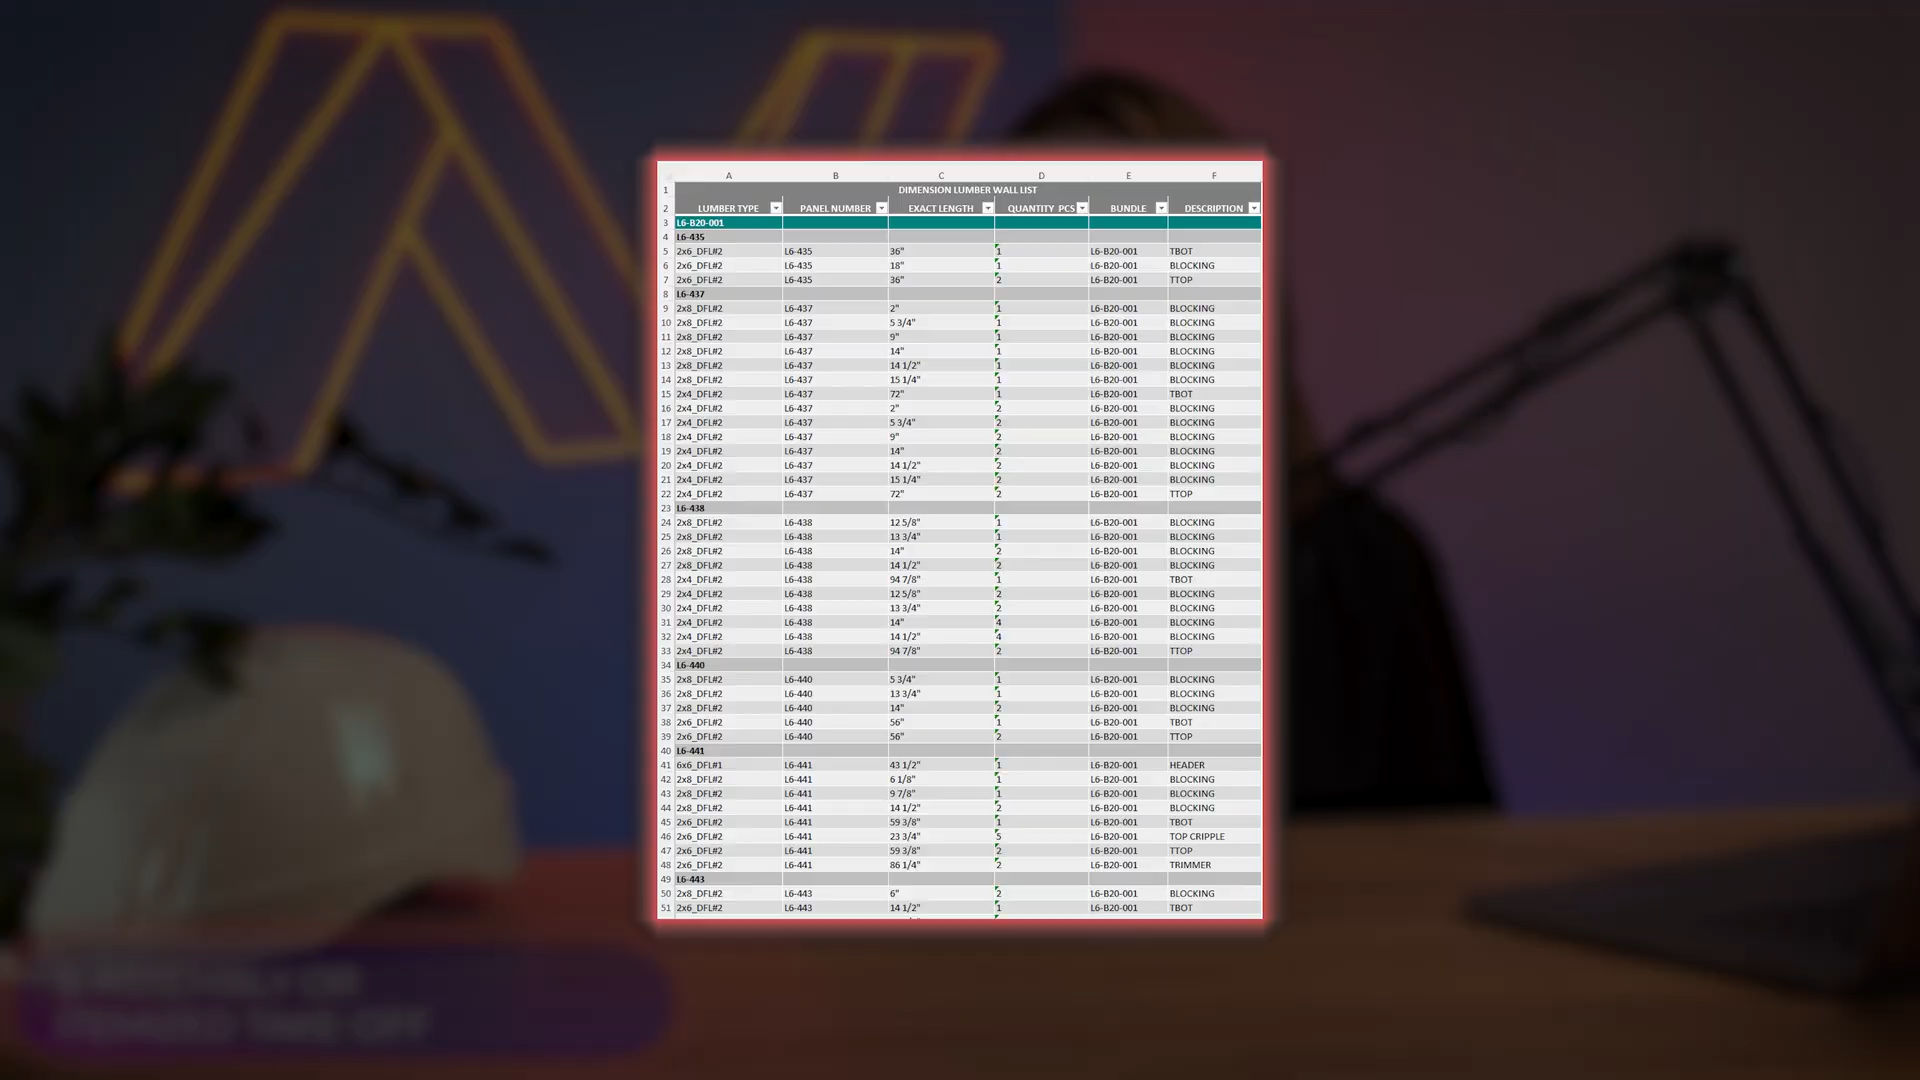 A B C D E F
1 DIMENSION LUMBER WALL LIST
2 LUMBER TYPE PANEL NUMBER EXACT LENGTH QUANTITY PCS BUNDLE DESCRIPTION
3 L6-B20-001
4 L6-435
5 2x6_DFL#2 L6-435 36" 1 L6-B20-001 TBOT
6 2x6_DFL#2 L6-435 18" 1 L6-B20-001 BLOCKING
7 2x6_DFL#2 L6-435 36" 2 L6-B20-001 TTOP
8 L6-437
9 2x8_DFL#2 L6-437 2" 1 L6-B20-001 BLOCKING
10 2x8_DFL#2 L6-437 5 3/4" 1 L6-B20-001 BLOCKING
11 2x8_DFL#2 L6-437 9" 1 L6-B20-001 BLOCKING
12 2x8_DFL#2 L6-437 14" 1 L6-B20-001 BLOCKING
13 2x8_DFL#2 L6-437 14 1/2" 1 L6-B20-001 BLOCKING
14 2x8_DFL#2 L6-437 15 1/4" 1 L6-B20-001 BLOCKING
15 2x4_DFL#2 L6-437 72" 1 L6-B20-001 TBOT
16 2x4_DFL#2 L6-437 2" 2 L6-B20-001 BLOCKING
17 2x4_DFL#2 L6-437 5 3/4" 2 L6-B20-001 BLOCKING
18 2x4_DFL#2 L6-437 9" 2 L6-B20-001 BLOCKING
19 2x4_DFL#2 L6-437 14" 2 L6-B20-001 BLOCKING
20 2x4_DFL#2 L6-437 14 1/2" 2 L6-B20-001 BLOCKING
21 2x4_DFL#2 L6-437 15 1/4" 2 L6-B20-001 BLOCKING
22 2x4_DFL#2 L6-437 72" 2 L6-B20-001 TTOP
23 L6-438
24 2x8_DFL#2 L6-438 12 5/8" 1 L6-B20-001 BLOCKING
25 2x8_DFL#2 L6-438 13 3/4" 1 L6-B20-001 BLOCKING
26 2x8_DFL#2 L6-438 14" 2 L6-B20-001 BLOCKING
27 2x8_DFL#2 L6-438 14 1/2" 2 L6-B20-001 BLOCKING
28 2x4_DFL#2 L6-438 94 7/8" 1 L6-B20-001 TBOT
29 2x4_DFL#2 L6-438 12 5/8" 2 L6-B20-001 BLOCKING
30 2x4_DFL#2 L6-438 13 3/4" 2 L6-B20-001 BLOCKING
31 2x4_DFL#2 L6-438 14" 4 L6-B20-001 BLOCKING
32 2x4_DFL#2 L6-438 14 1/2" 4 L6-B20-001 BLOCKING
33 2x4_DFL#2 L6-438 94 7/8" 2 L6-B20-001 TTOP
34 L6-440
35 2x8_DFL#2 L6-440 5 3/4" 1 L6-B20-001 BLOCKING
36 2x8_DFL#2 L6-440 13 3/4" 1 L6-B20-001 BLOCKING
37 2x8_DFL#2 L6-440 14" 2 L6-B20-001 BLOCKING
38 2x6_DFL#2 L6-440 56" 1 L6-B20-001 TBOT
39 2x6_DFL#2 L6-440 56" 2 L6-B20-001 TTOP
40 L6-441
41 6x6_DFL#1 L6-441 43 1/2" 1 L6-B20-001 HEADER
42 2x8_DFL#2 L6-441 6 1/8" 1 L6-B20-001 BLOCKING
43 2x8_DFL#2 L6-441 9 7/8" 1 L6-B20-001 BLOCKING
44 2x8_DFL#2 L6-441 14 1/2" 2 L6-B20-001 BLOCKING
45 2x6_DFL#2 L6-441 59 3/8" 1 L6-B20-001 TBOT
46 2x6_DFL#2 L6-441 23 3/4" 5 L6-B20-001 TOP CRIPPLE
47 2x6_DFL#2 L6-441 59 3/8" 2 L6-B20-001 TTOP
48 2x6_DFL#2 L6-441 86 1/4" 2 L6-B20-001 TRIMMER
49 L6-443
50 2x8_DFL#2 L6-443 6" 2 L6-B20-001 BLOCKING
51 2x6_DFL#2 L6-443 14 1/2" 1 L6-B20-001 TBOT